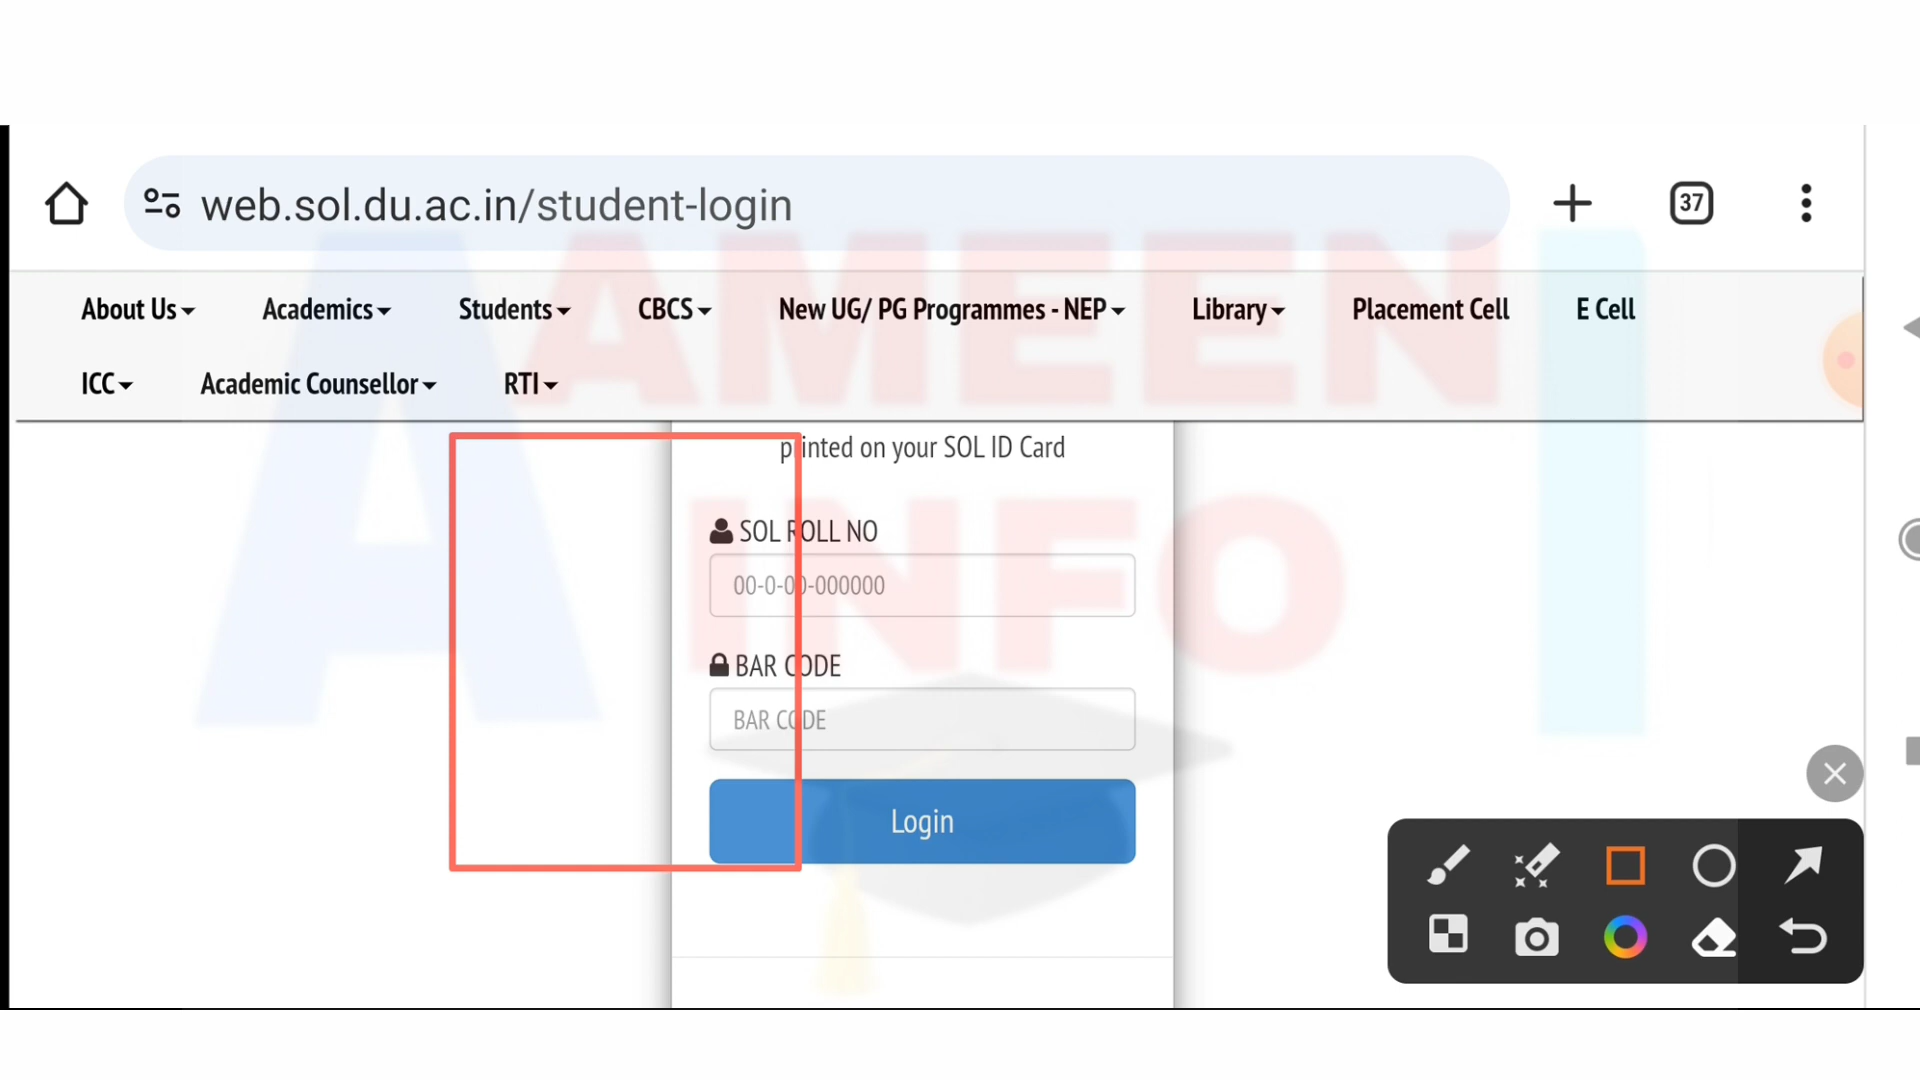 web.sol.du.ac.in/student-login
37
About Us Academics Students CBCS New UG/ PG Programmes - NEP Library Placement Cell E Cell
ICC Academic Counsellor RTI
printed on your SOL ID Card
SOL ROLL NO
00-0-00-000000
BAR CODE
BAR CODE
Login
A AMEEN I
INFO